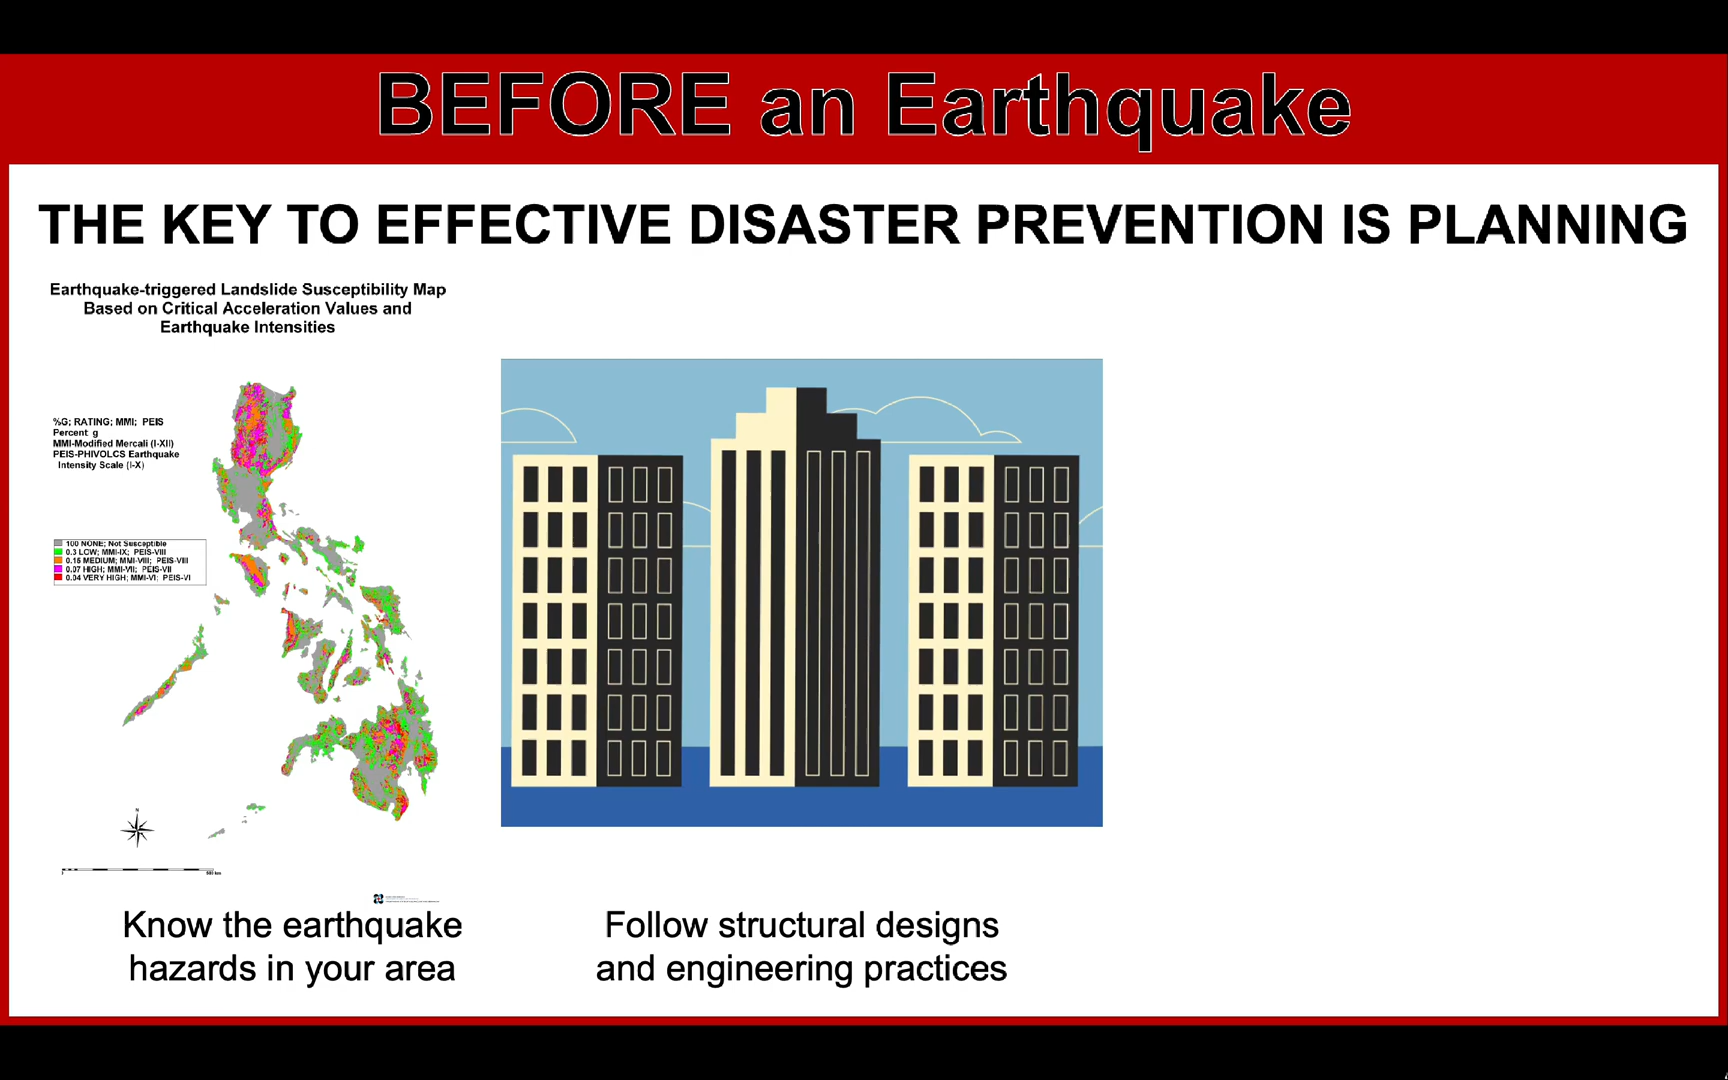 BEFORE an Earthquake
THE KEY TO EFFECTIVE DISASTER PREVENTION IS PLANNING
Earthquake-triggered Landslide Susceptibility Map
Based on Critical Acceleration Values and
Earthquake Intensities
%G; RATING; MMI; PEIS
Percent g
MMI-Modified Mercali (I-XII)
PEIS-PHIVOLCS Earthquake
Intensity Scale (I-X)
100 NONE; Not Susceptible
0.3 LOW; MMI-IX; PEIS-VIII
0.15 MEDIUM; MMI-VIII; PEIS-VIII
0.07 HIGH; MMI-VII; PEIS-VII
0.04 VERY HIGH; MMI-VI; PEIS-VI
N
Know the earthquake
hazards in your area
Follow structural designs
and engineering practices